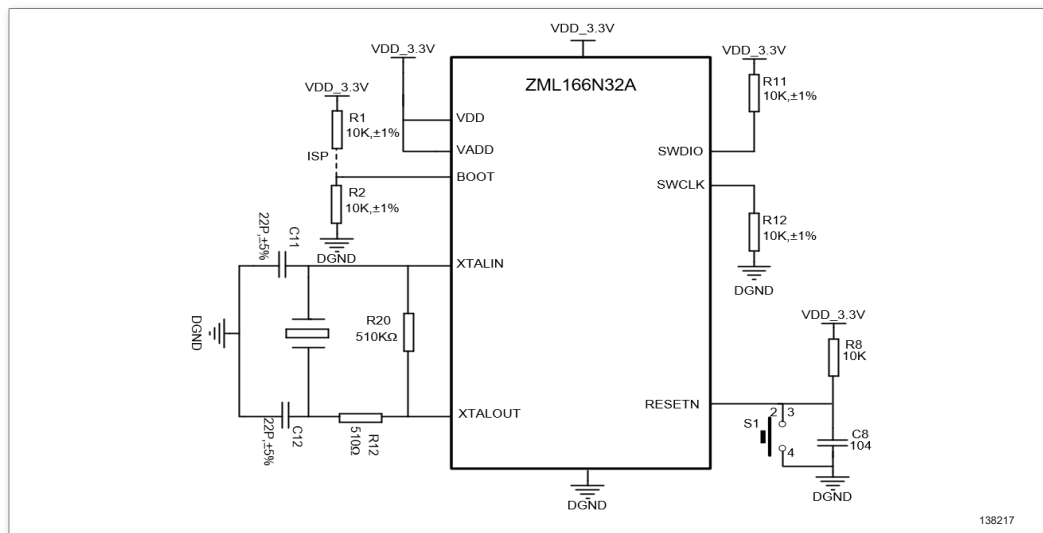 VDD_3.3V
VDD_3.3V
VDD_3.3V
VDD_3.3V
ZML166N32A
R11
10K,±1%
R1
10K,±1%
VDD
ISP
VADD
SWDIO
BOOT
SWCLK
R2
10K,±1%
R12
10K,±1%
DGND
C11
22P,±5%
XTALIN
DGND
DGND
R20
510KΩ
VDD_3.3V
R8
10K
XTALOUT
RESETN
C12
22P,±5%
R12
510Ω
S1
2
3
4
C8
104
DGND
DGND
138217